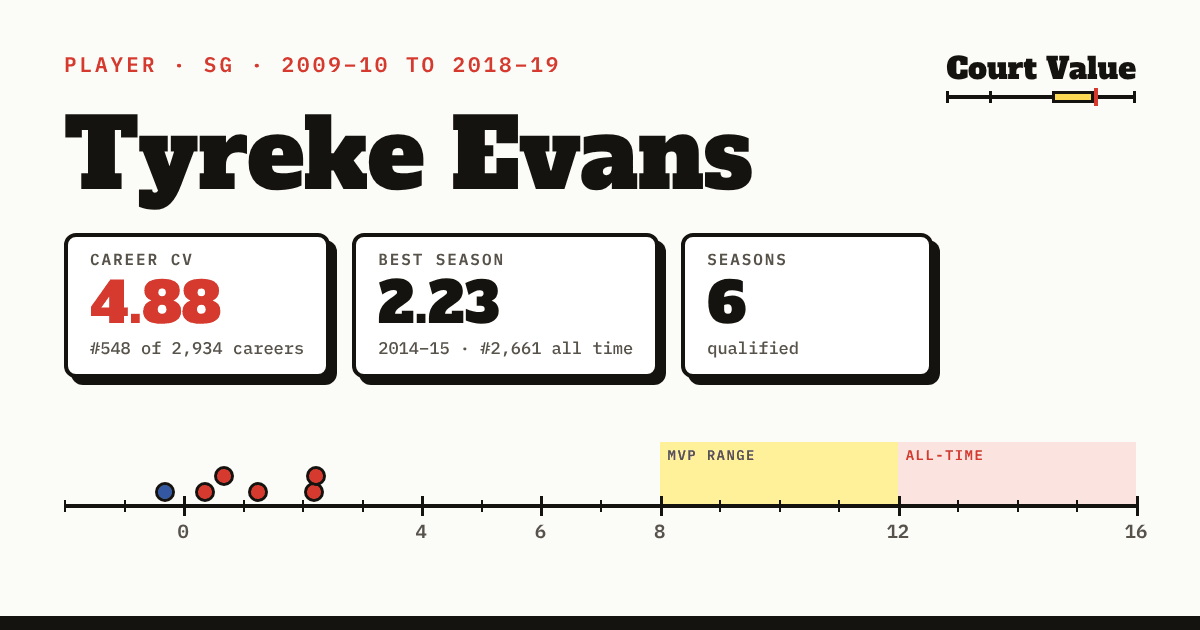 PLAYER · SG · 2009–10 TO 2018–19
Court Value
Tyreke Evans
CAREER CV
4.88
#548 of 2,934 careers
BEST SEASON
2.23
2014–15 · #2,661 all time
SEASONS
6
qualified
MVP RANGE
ALL-TIME
0 4 6 8 12 16